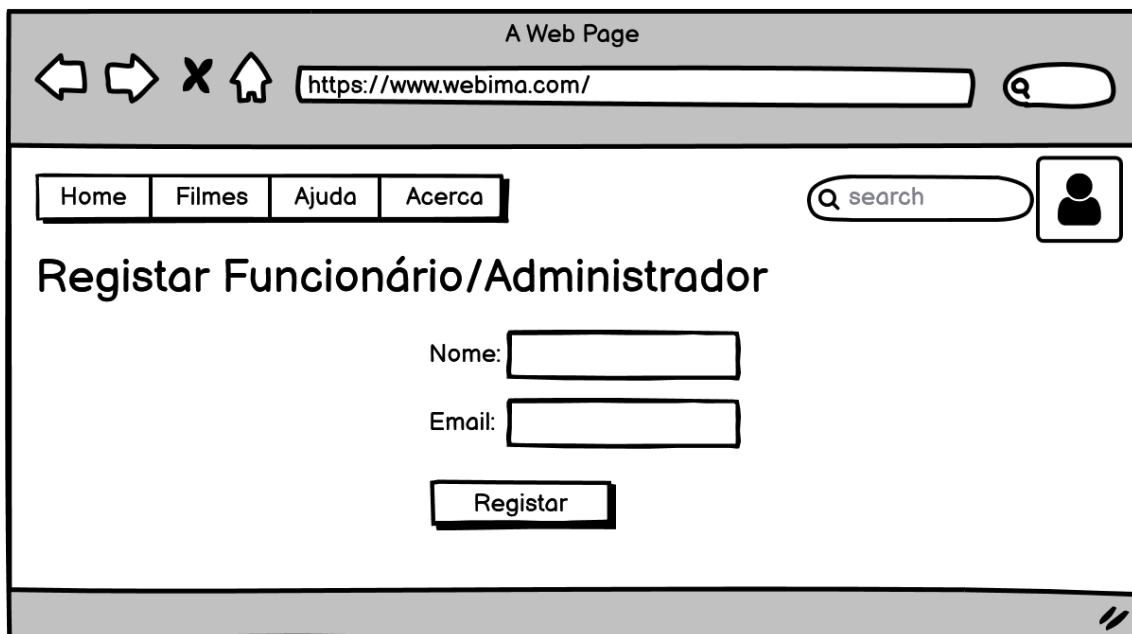 A Web Page
https://www.webima.com/
Home Filmes Ajuda Acerca search
Registar Funcionário/Administrador
Nome:
Email:
Registar